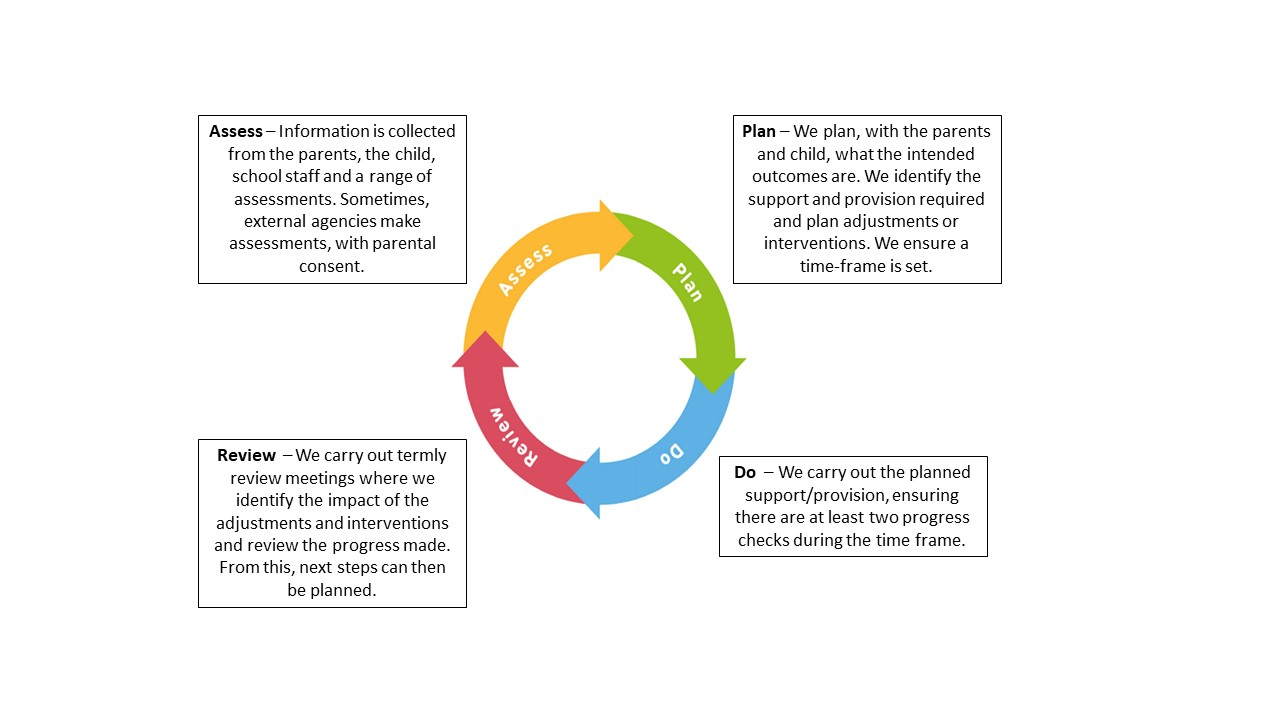 Assess – Information is collected
from the parents, the child,
school staff and a range of
assessments. Sometimes,
external agencies make
assessments, with parental
consent.
Plan – We plan, with the parents
and child, what the intended
outcomes are. We identify the
support and provision required
and plan adjustments or
interventions. We ensure a
time-frame is set.
Assess
Plan
Review
Do
Review – We carry out termly
review meetings where we
identify the impact of the
adjustments and interventions
and review the progress made.
From this, next steps can then
be planned.
Do – We carry out the planned
support/provision, ensuring
there are at least two progress
checks during the time frame.